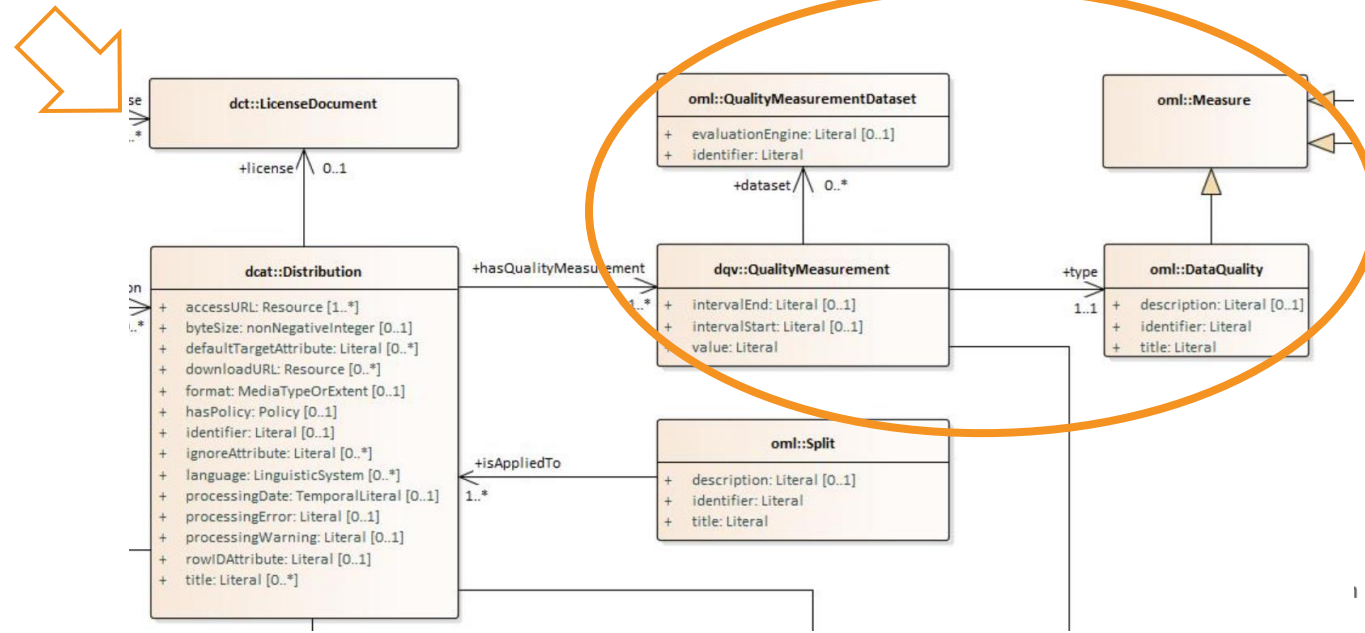 se
..*
dct::LicenseDocument
+license
0..1
oml::QualityMeasurementDataset
+ evaluationEngine: Literal [0..1]
+ identifier: Literal
+dataset
0..*
oml::Measure
on
0..*
dcat::Distribution
+ accessURL: Resource [1..*]
+ byteSize: nonNegativeInteger [0..1]
+ defaultTargetAttribute: Literal [0..*]
+ downloadURL: Resource [0..*]
+ format: MediaTypeOrExtent [0..1]
+ hasPolicy: Policy [0..1]
+ identifier: Literal [0..1]
+ ignoreAttribute: Literal [0..*]
+ language: LinguisticSystem [0..*]
+ processingDate: TemporalLiteral [0..1]
+ processingError: Literal [0..1]
+ processingWarning: Literal [0..1]
+ rowIDAttribute: Literal [0..1]
+ title: Literal [0..*]
+hasQualityMeasurement
1..*
dqv::QualityMeasurement
+ intervalEnd: Literal [0..1]
+ intervalStart: Literal [0..1]
+ value: Literal
+type
1..1
oml::DataQuality
+ description: Literal [0..1]
+ identifier: Literal
+ title: Literal
+isAppliedTo
1..*
oml::Split
+ description: Literal [0..1]
+ identifier: Literal
+ title: Literal